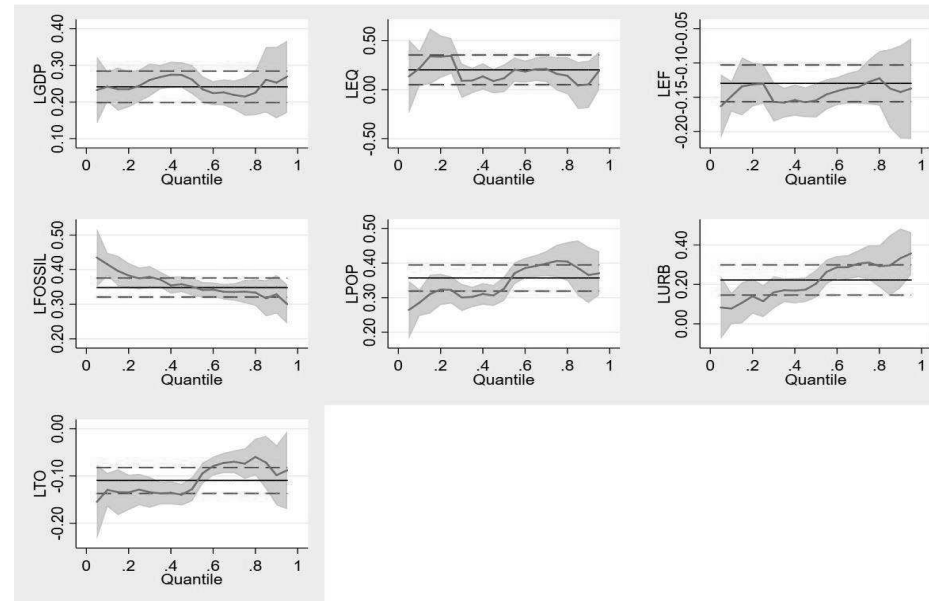 LGDP
0.10 0.20 0.30 0.40
0 .2 .4 .6 .8 1
Quantile
LEQ
-0.50 0.00 0.50
0 .2 .4 .6 .8 1
Quantile
LEF
-0.20 -0.15 -0.10 -0.05
0 .2 .4 .6 .8 1
Quantile
LFOSSIL
0.20 0.30 0.40 0.50
0 .2 .4 .6 .8 1
Quantile
LPOP
0.20 0.30 0.40 0.50
0 .2 .4 .6 .8 1
Quantile
LURB
0.00 0.20 0.40
0 .2 .4 .6 .8 1
Quantile
LTO
-0.20 -0.10 0.00
0 .2 .4 .6 .8 1
Quantile